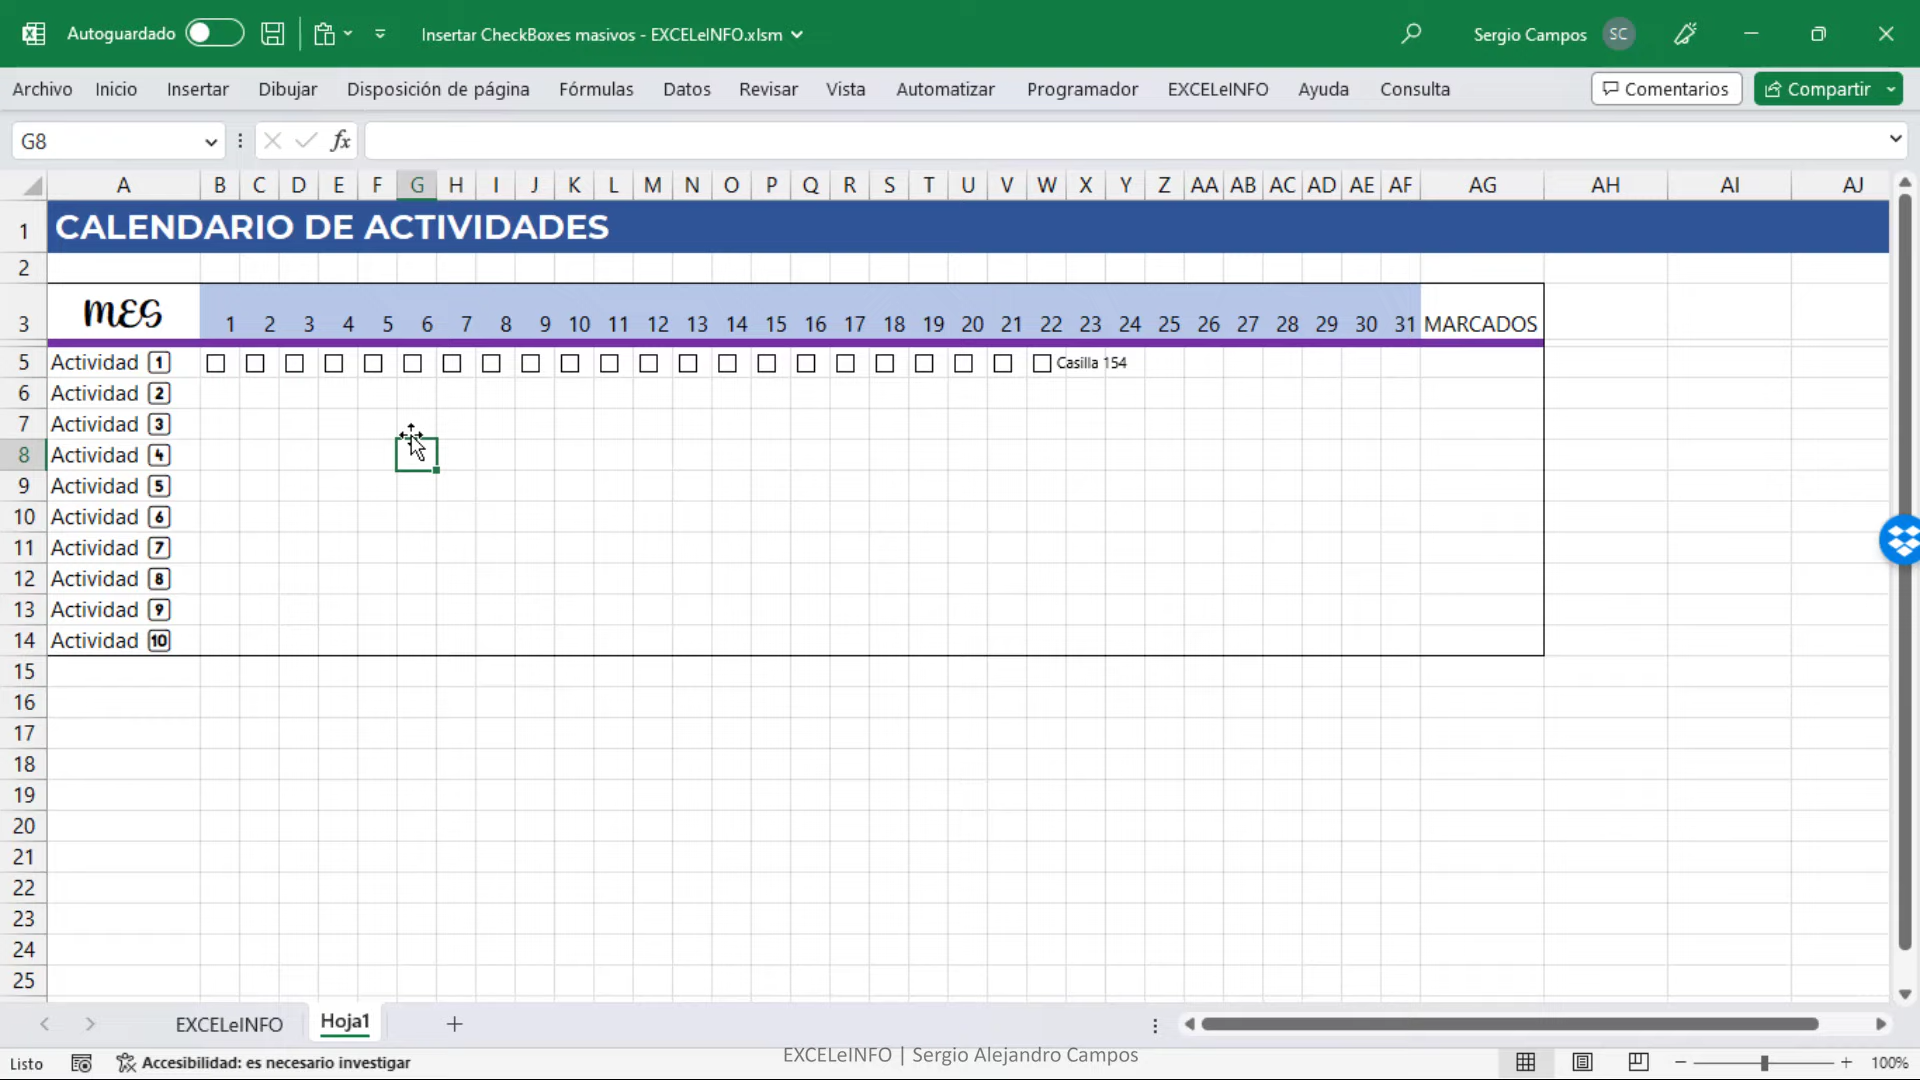 Autoguardado
Insertar CheckBoxes masivos - EXCELeINFO.xlsm
Sergio Campos SC
Archivo Inicio Insertar Dibujar Disposición de página Fórmulas Datos Revisar Vista Automatizar Programador EXCELeINFO Ayuda Consulta Comentarios Compartir
G8 fx
A B C D E F G H I J K L M N O P Q R S T U V W X Y Z AA AB AC AD AE AF AG AH AI AJ
1 CALENDARIO DE ACTIVIDADES
2
3 MES 1 2 3 4 5 6 7 8 9 10 11 12 13 14 15 16 17 18 19 20 21 22 23 24 25 26 27 28 29 30 31 MARCADOS
5 Actividad 1 Casilla 154
6 Actividad 2
7 Actividad 3
8 Actividad 4
9 Actividad 5
10 Actividad 6
11 Actividad 7
12 Actividad 8
13 Actividad 9
14 Actividad 10
15
16
17
18
19
20
21
22
23
24
25
EXCELeINFO Hoja1
Listo Accesibilidad: es necesario investigar EXCELeINFO | Sergio Alejandro Campos 100%